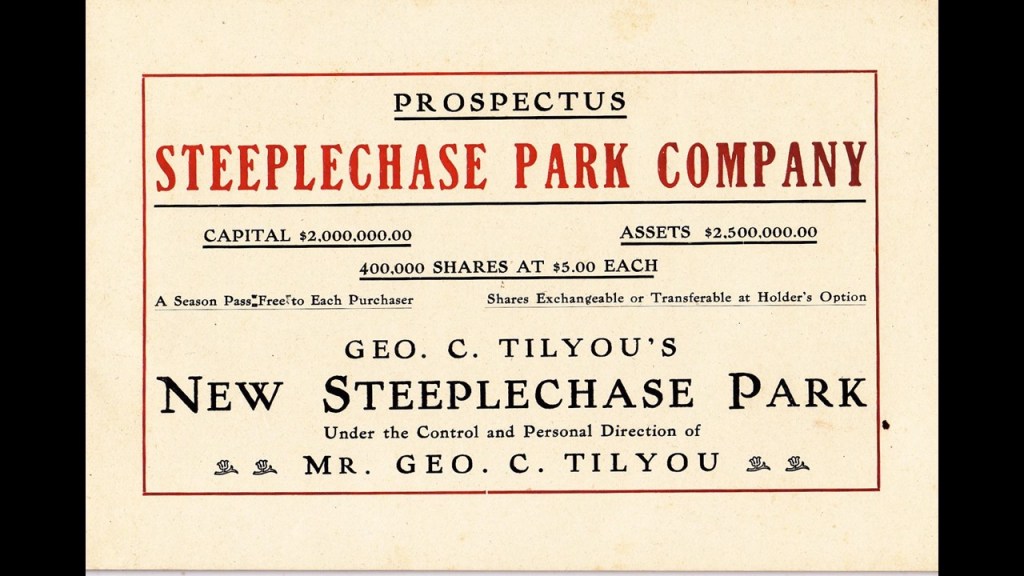 PROSPECTUS
STEEPLECHASE PARK COMPANY
CAPITAL $2,000,000.00 ASSETS $2,500,000.00
400,000 SHARES AT $5.00 EACH
A Season Pass Free to Each Purchaser Shares Exchangeable or Transferable at Holder's Option
GEO. C. TILYOU'S
NEW STEEPLECHASE PARK
Under the Control and Personal Direction of
MR. GEO. C. TILYOU